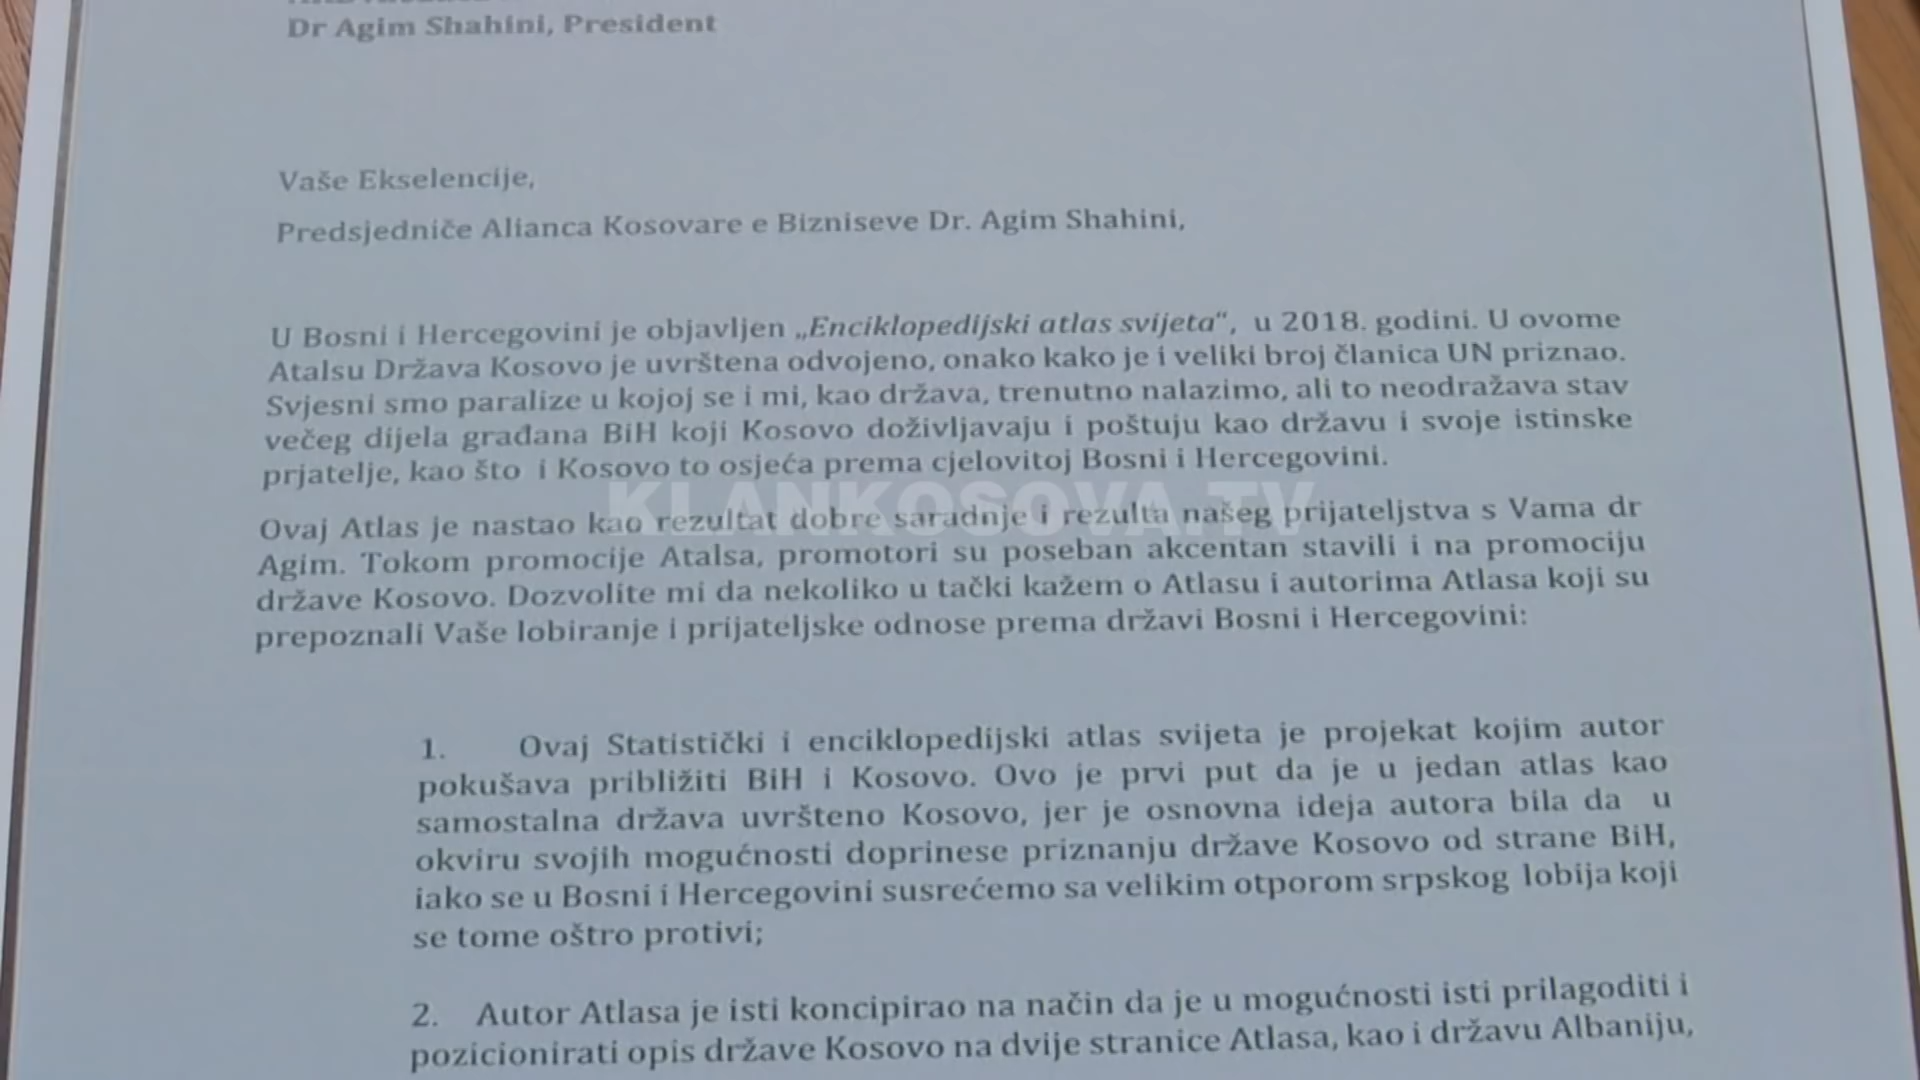 Dr Agim Shahini, President
Vaše Ekselencije,
Predsjedniče Alianca Kosovare e Bizniseve Dr. Agim Shahini,
U Bosni i Hercegovini je objavljen „Enciklopedijski atlas svijeta“, u 2018. godini. U ovome
Atalsu Država Kosovo je uvrštena odvojeno, onako kako je i veliki broj članica UN priznao.
Svjesni smo paralize u kojoj se i mi, kao država, trenutno nalazimo, ali to neodražava stav
večeg dijela građana BiH koji Kosovo doživljavaju i poštuju kao državu i svoje istinske
prjatelje, kao što i Kosovo to osjeća prema cjelovitoj Bosni i Hercegovini.
KLANKOSOVA.TV
Ovaj Atlas je nastao kao rezultat dobre saradnje i rezulta našeg prijateljstva s Vama dr
Agim. Tokom promocije Atalsa, promotori su poseban akcentan stavili i na promociju
države Kosovo. Dozvolite mi da nekoliko u tački kažem o Atlasu i autorima Atlasa koji su
prepoznali Vaše lobiranje i prijateljske odnose prema državi Bosni i Hercegovini:
1. Ovaj Statistički i enciklopedijski atlas svijeta je projekat kojim autor
pokušava približiti BiH i Kosovo. Ovo je prvi put da je u jedan atlas kao
samostalna država uvršteno Kosovo, jer je osnovna ideja autora bila da u
okviru svojih mogućnosti doprinese priznanju države Kosovo od strane BiH,
iako se u Bosni i Hercegovini susrećemo sa velikim otporom srpskog lobija koji
se tome oštro protivi;
2. Autor Atlasa je isti koncipirao na način da je u mogućnosti isti prilagoditi i
pozicionirati opis države Kosovo na dvije stranice Atlasa, kao i državu Albaniju,